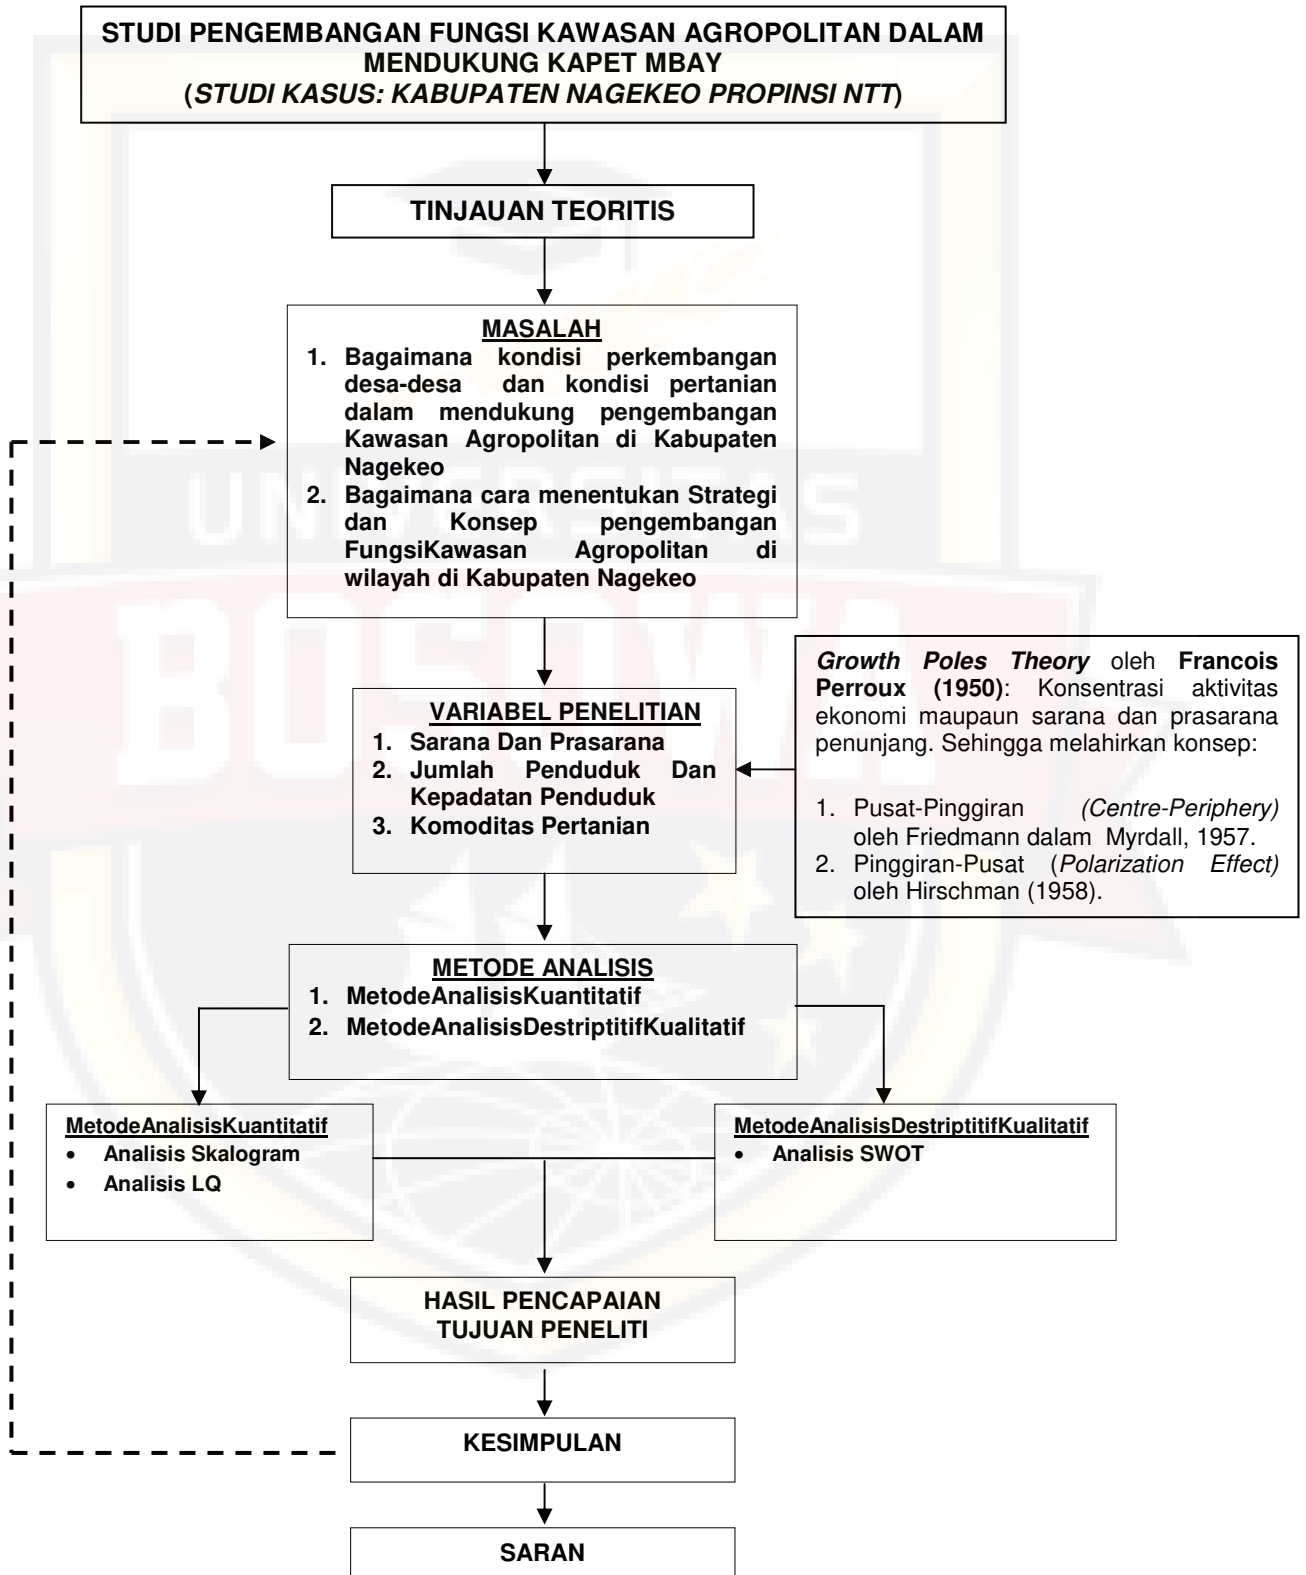 STUDI PENGEMBANGAN FUNGSI KAWASAN AGROPOLITAN DALAM
MENDUKUNG KAPET MBAY
(STUDI KASUS: KABUPATEN NAGEKEO PROPINSI NTT)
TINJAUAN TEORITIS
MASALAH
1. Bagaimana kondisi perkembangan
desa-desa dan kondisi pertanian
dalam mendukung pengembangan
Kawasan Agropolitan di Kabupaten
Nagekeo
2. Bagaimana cara menentukan Strategi
dan Konsep pengembangan
FungsiKawasan Agropolitan di
wilayah di Kabupaten Nagekeo
UNIVERSITAS
BOSOWA
Growth Poles Theory oleh Francois
Perroux (1950): Konsentrasi aktivitas
ekonomi maupaun sarana dan prasarana
penunjang. Sehingga melahirkan konsep:
1. Pusat-Pinggiran (Centre-Periphery)
oleh Friedmann dalam Myrdall, 1957.
2. Pinggiran-Pusat (Polarization Effect)
oleh Hirschman (1958).
VARIABEL PENELITIAN
1. Sarana Dan Prasarana
2. Jumlah Penduduk Dan
Kepadatan Penduduk
3. Komoditas Pertanian
METODE ANALISIS
1. MetodeAnalisisKuantitatif
2. MetodeAnalisisDestriptitifKualitatif
MetodeAnalisisKuantitatif
• Analisis Skalogram
• Analisis LQ
MetodeAnalisisDestriptitifKualitatif
• Analisis SWOT
HASIL PENCAPAIAN
TUJUAN PENELITI
KESIMPULAN
SARAN